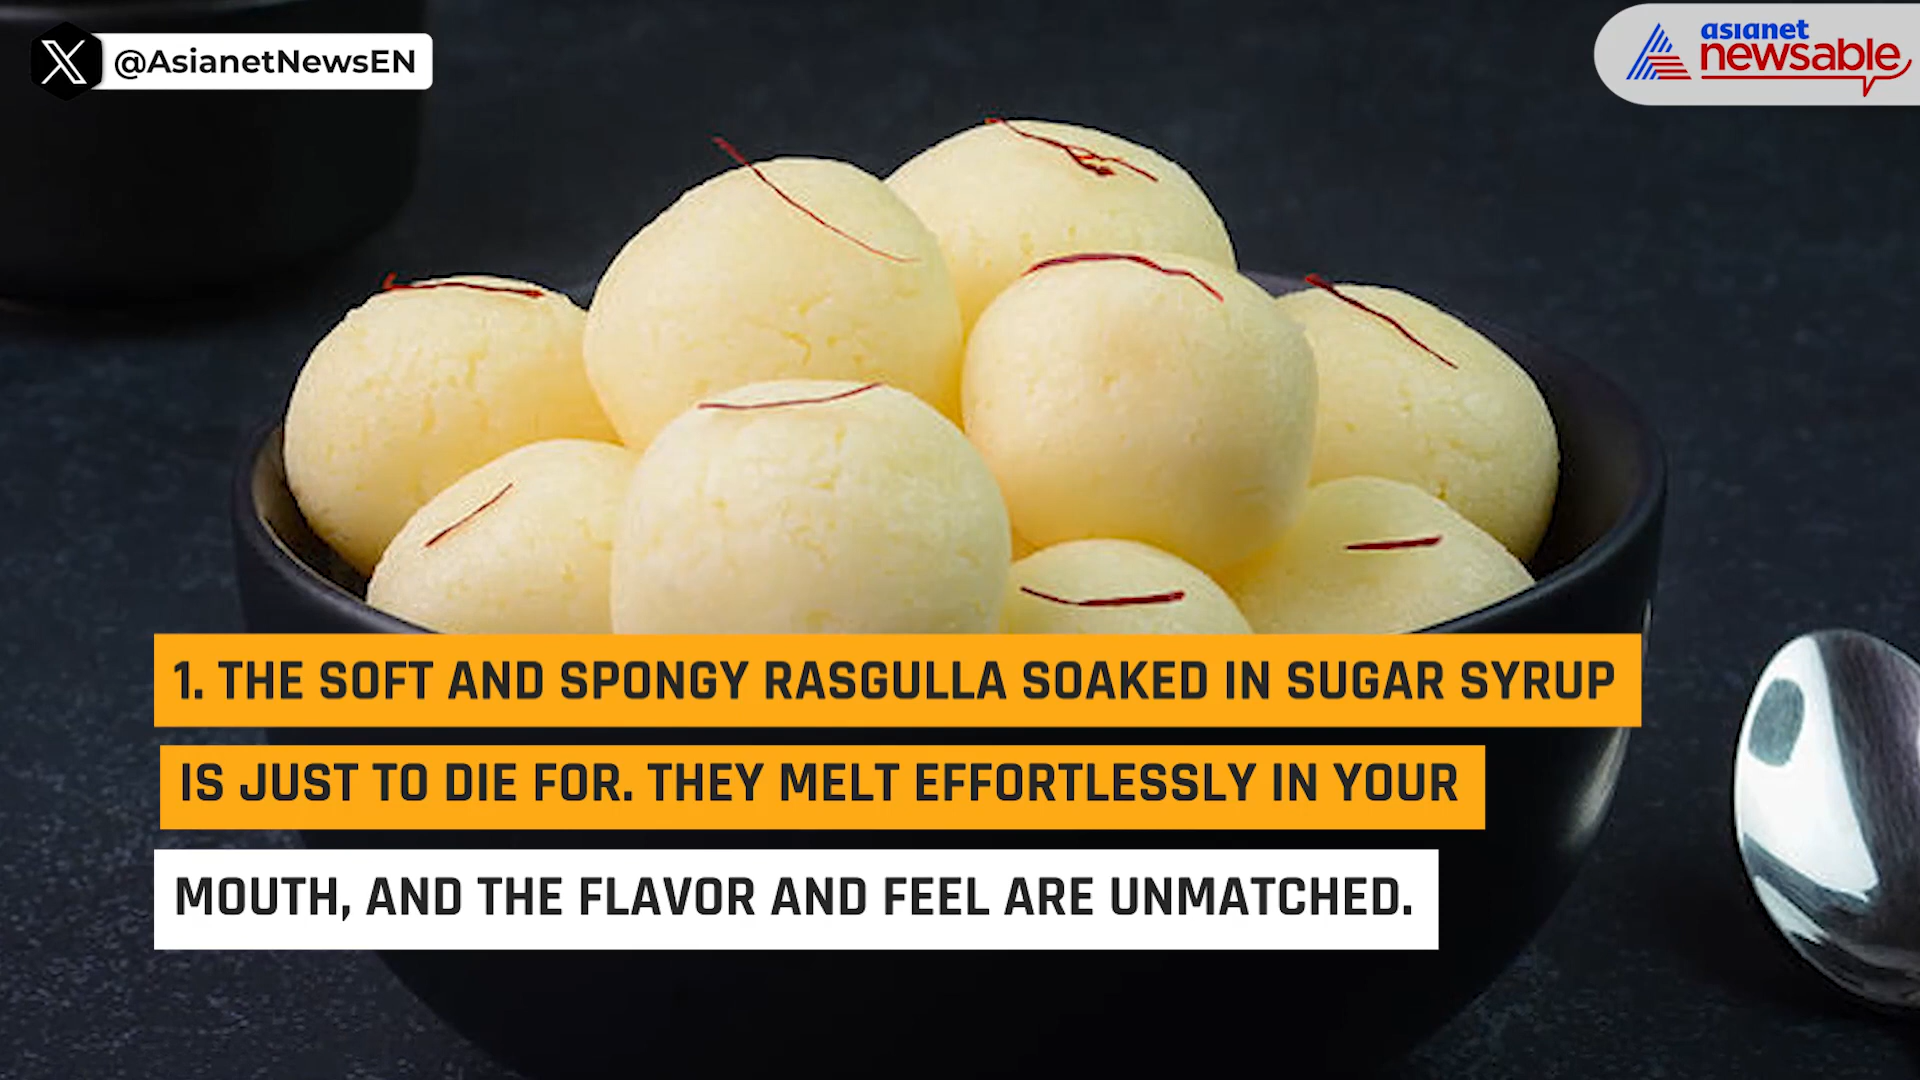 @AsianetNewsEN
asianet
newsable
1. THE SOFT AND SPONGY RASGULLA SOAKED IN SUGAR SYRUP
IS JUST TO DIE FOR. THEY MELT EFFORTLESSLY IN YOUR
MOUTH, AND THE FLAVOR AND FEEL ARE UNMATCHED.